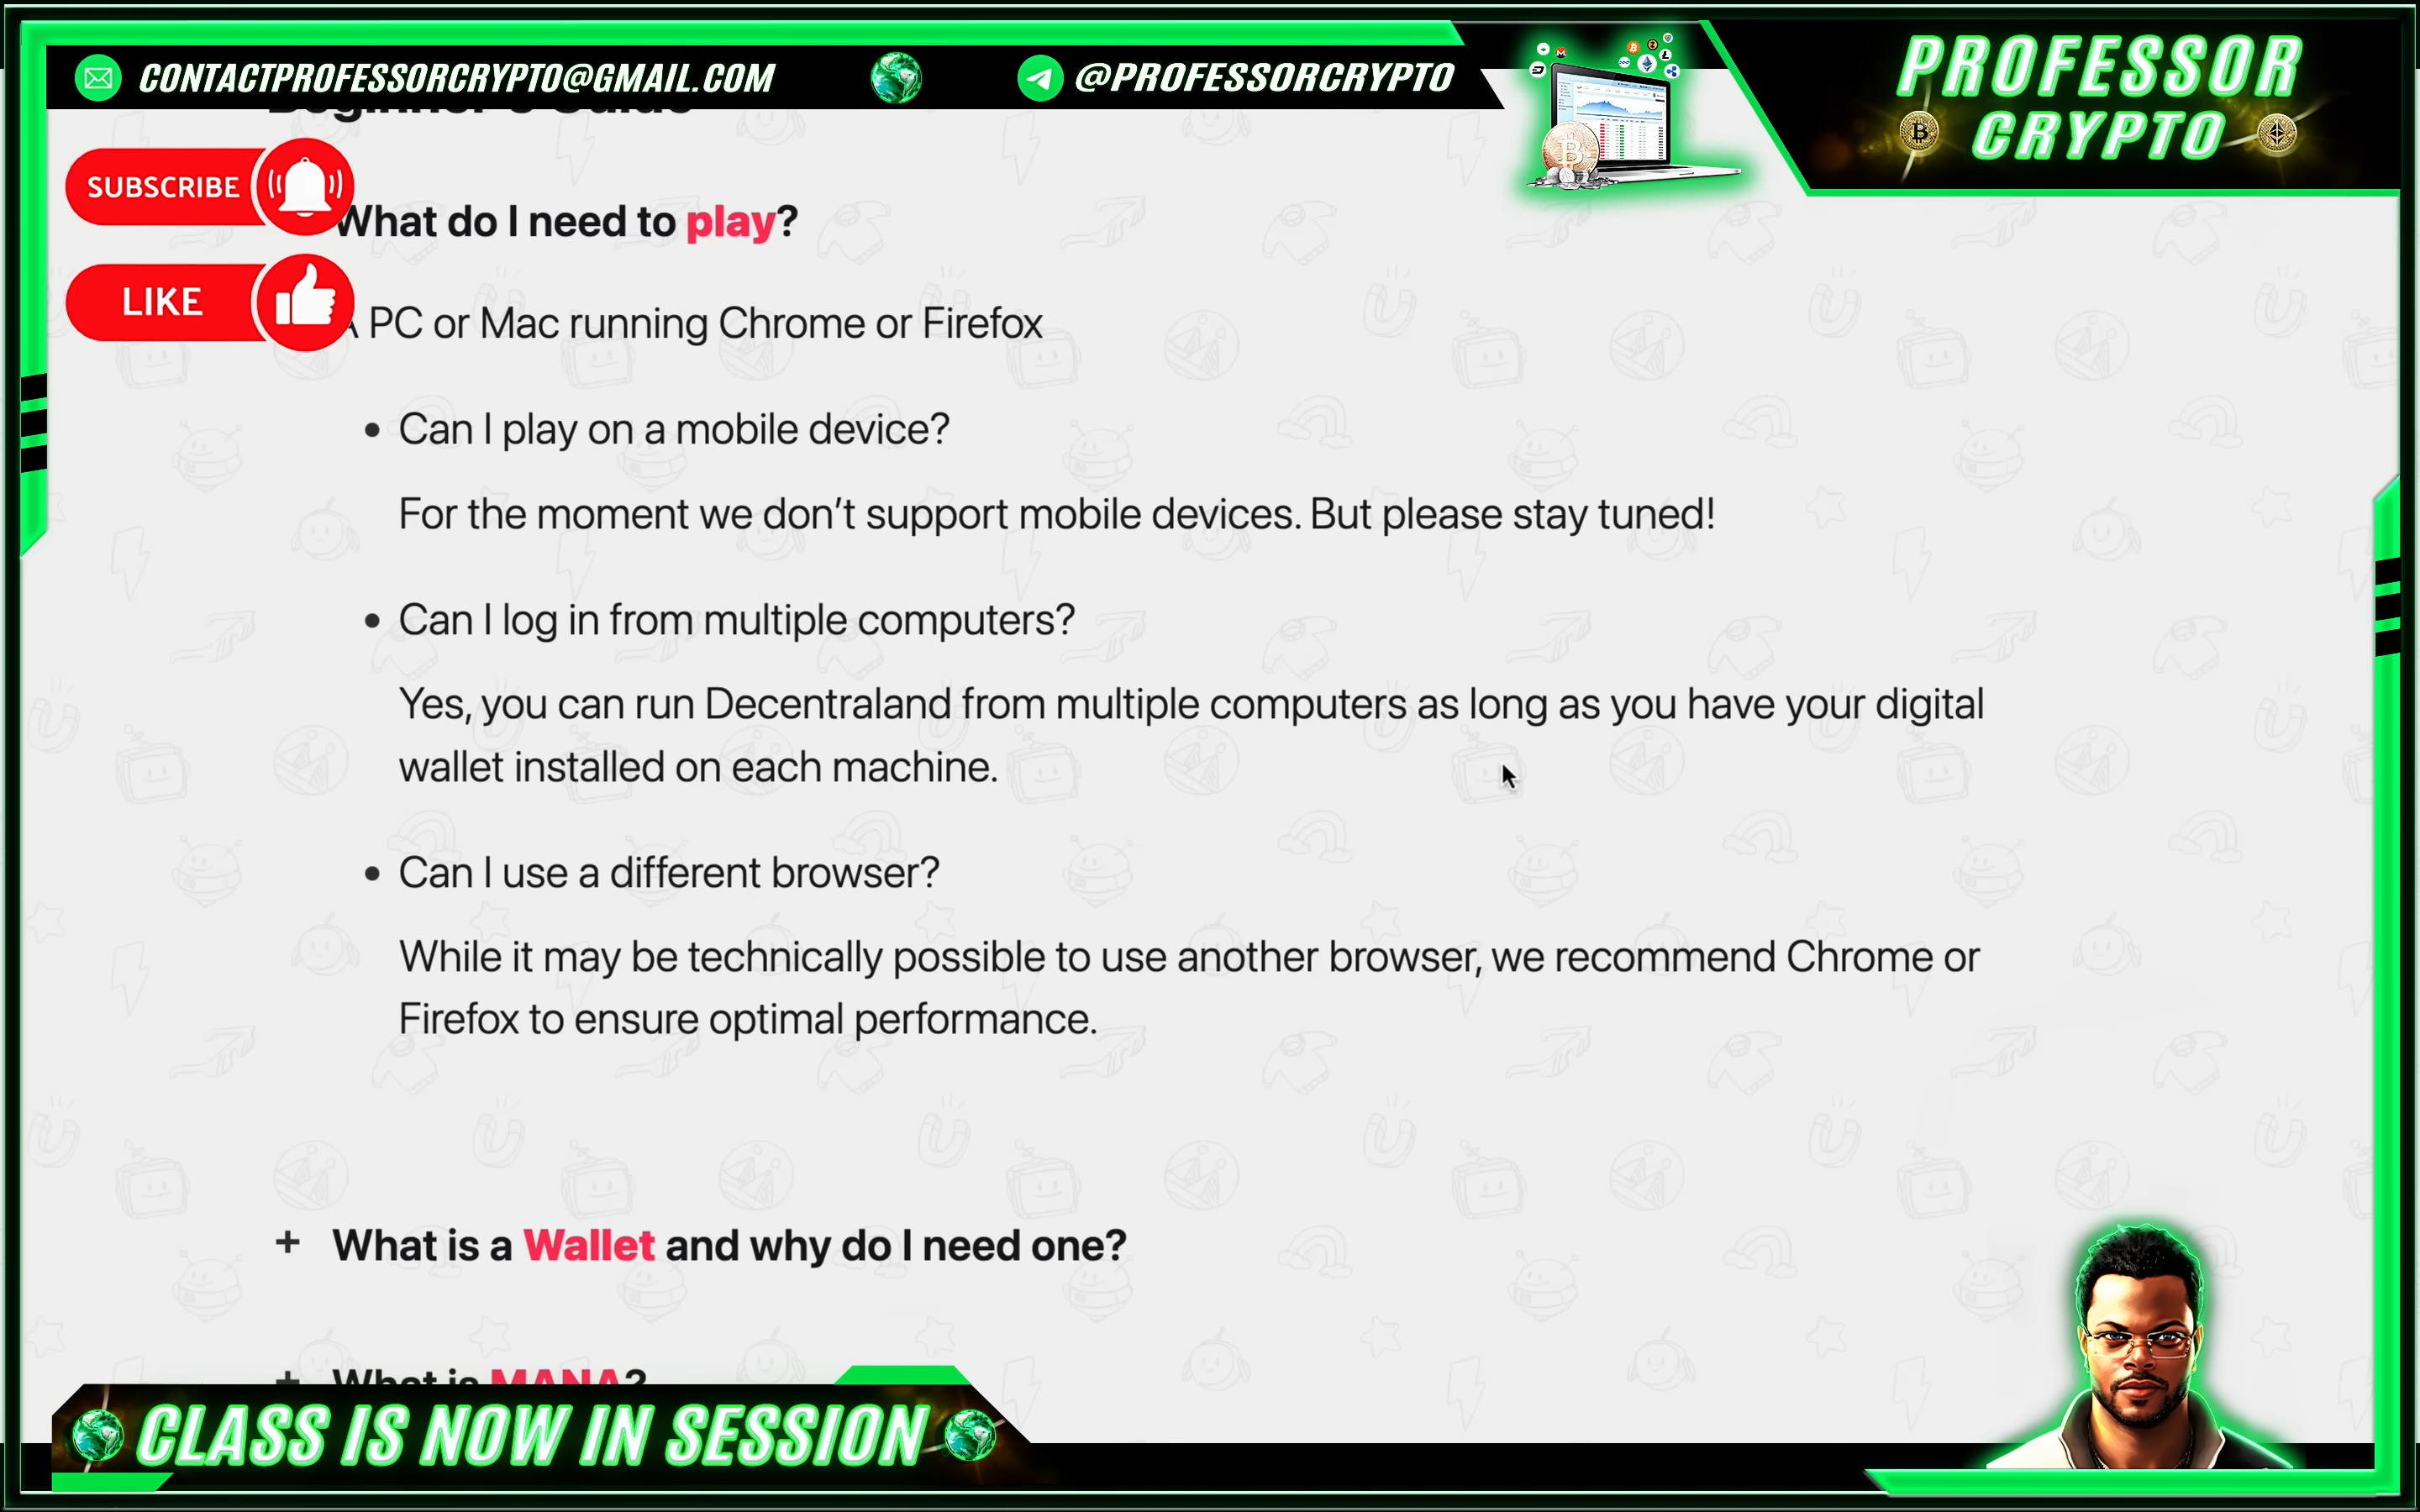 CONTACTPROFESSORCRYPTO@GMAIL.COM
@PROFESSORCRYPTO
PROFESSOR
CRYPTO
Beginner's Guide
SUBSCRIBE
What do I need to play?
LIKE
A PC or Mac running Chrome or Firefox
• Can I play on a mobile device?
For the moment we don’t support mobile devices. But please stay tuned!
• Can I log in from multiple computers?
Yes, you can run Decentraland from multiple computers as long as you have your digital
wallet installed on each machine.
• Can I use a different browser?
While it may be technically possible to use another browser, we recommend Chrome or
Firefox to ensure optimal performance.
+ What is a Wallet and why do I need one?
+ What is MANA?
CLASS IS NOW IN SESSION